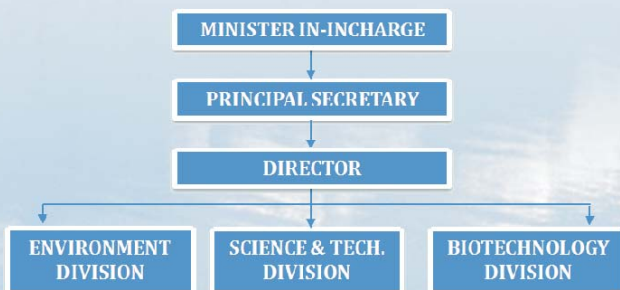 MINISTER IN-INCHARGE
PRINCIPAL SECRETARY
DIRECTOR
ENVIRONMENT
DIVISION
SCIENCE & TECH.
DIVISION
BIOTECHNOLOGY
DIVISION